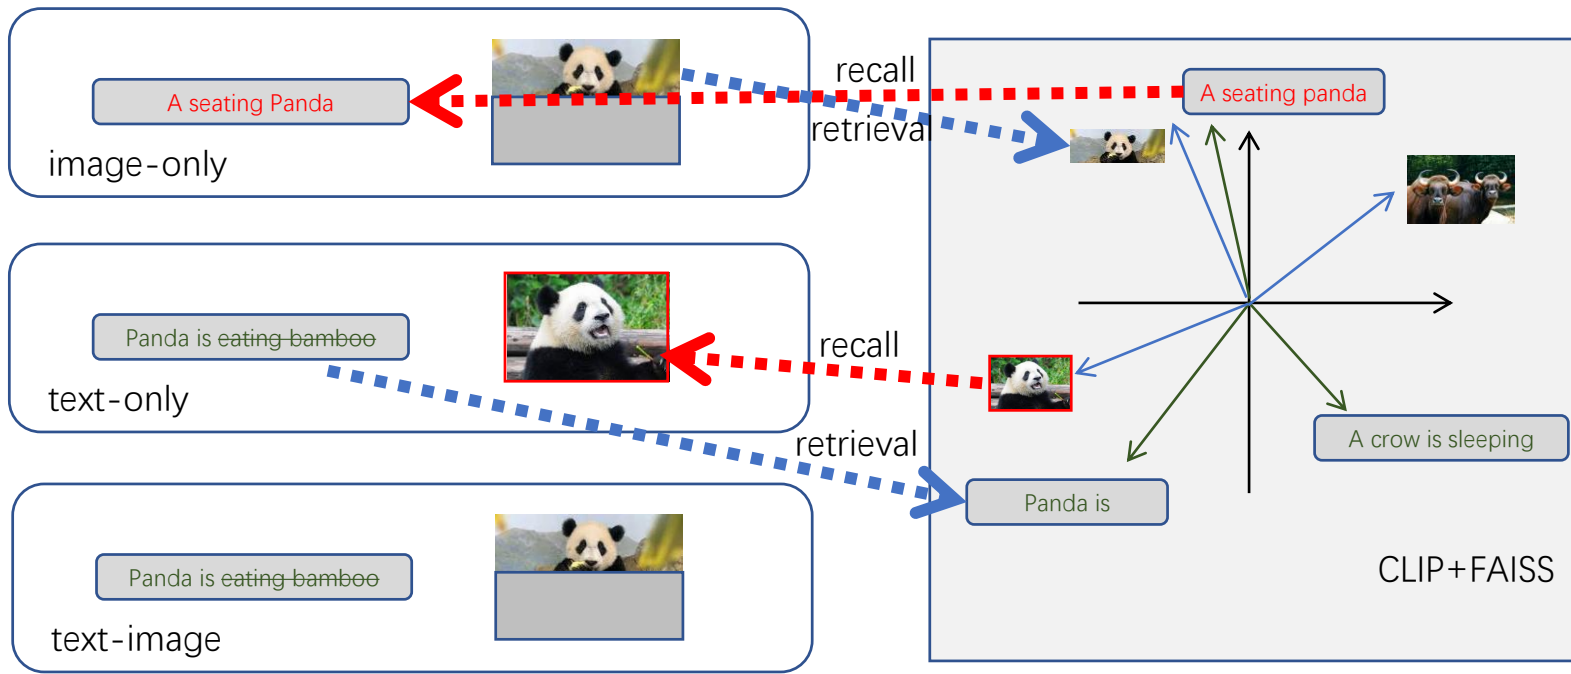 A seating Panda
image-only
recall
retrieval
A seating panda
Panda is eating bamboo
text-only
recall
retrieval
A crow is sleeping
Panda is
Panda is eating bamboo
text-image
CLIP+FAISS